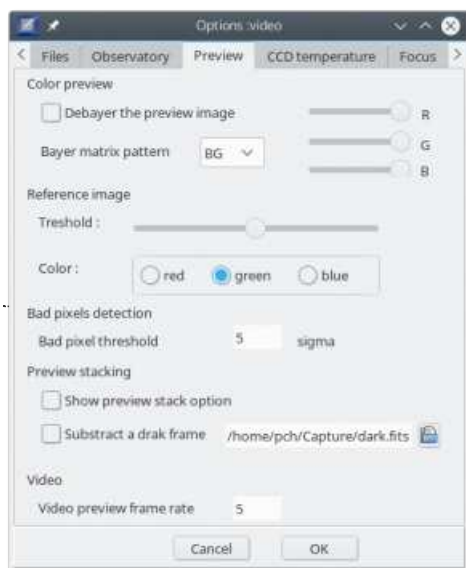 Options :video
Files Observatory Preview CCD temperature Focus
Color preview
Debayer the preview image
R
Bayer matrix pattern BG
G
B
Reference image
Treshold :
Color : red green blue
Bad pixels detection
Bad pixel threshold 5 sigma
Preview stacking
Show preview stack option
Substract a drak frame /home/pch/Capture/dark.fits
Video
Video preview frame rate 5
Cancel OK